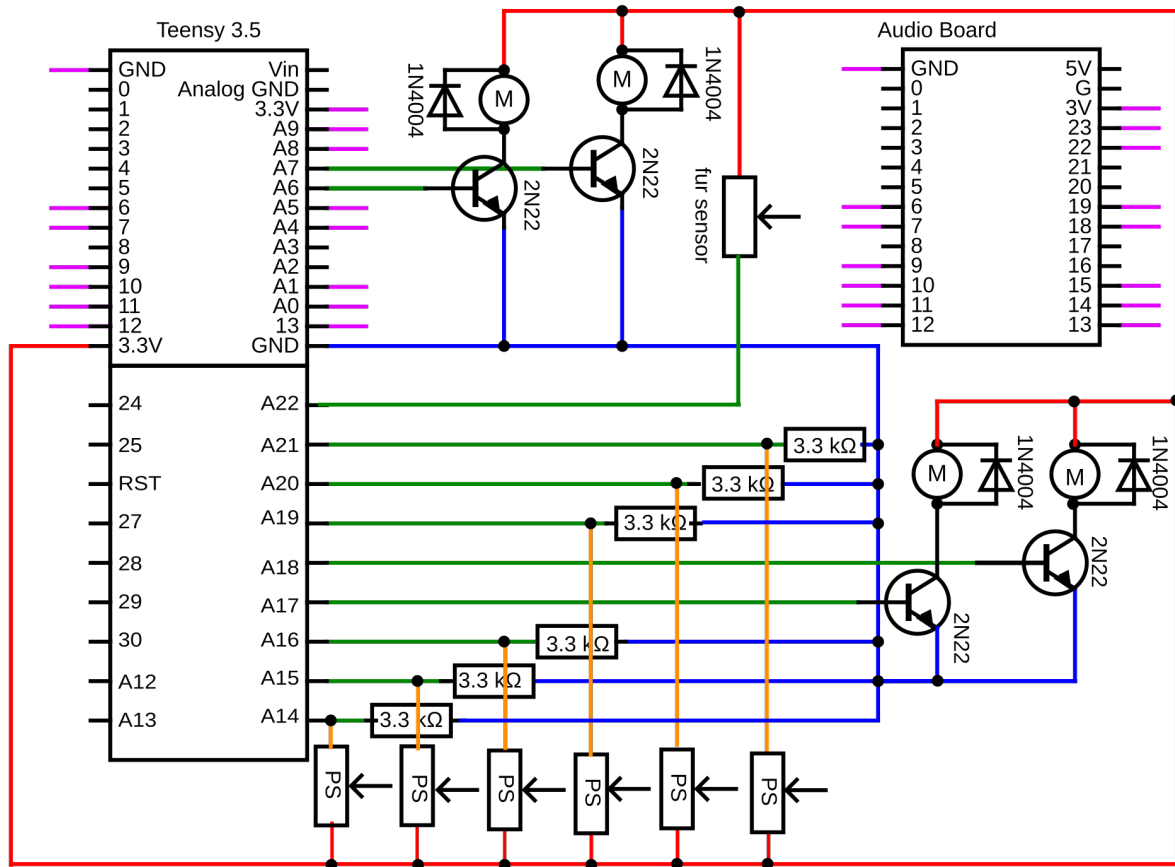 Teensy 3.5
GND
0
1
2
3
4
5
6
7
8
9
10
11
12
3.3V
Vin
Analog GND
3.3V
A9
A8
A7
A6
A5
A4
A3
A2
A1
A0
13
GND
24
25
RST
27
28
29
30
A12
A13
A22
A21
A20
A19
A18
A17
A16
A15
A14
1N4004
M
2N22
M
1N4004
2N22
fur sensor
Audio Board
GND
0
1
2
3
4
5
6
7
8
9
10
11
12
5V
G
3V
23
22
21
20
19
18
17
16
15
14
13
3.3 kΩ
3.3 kΩ
3.3 kΩ
3.3 kΩ
3.3 kΩ
3.3 kΩ
M
1N4004
M
1N4004
2N22
2N22
PS
PS
PS
PS
PS
PS